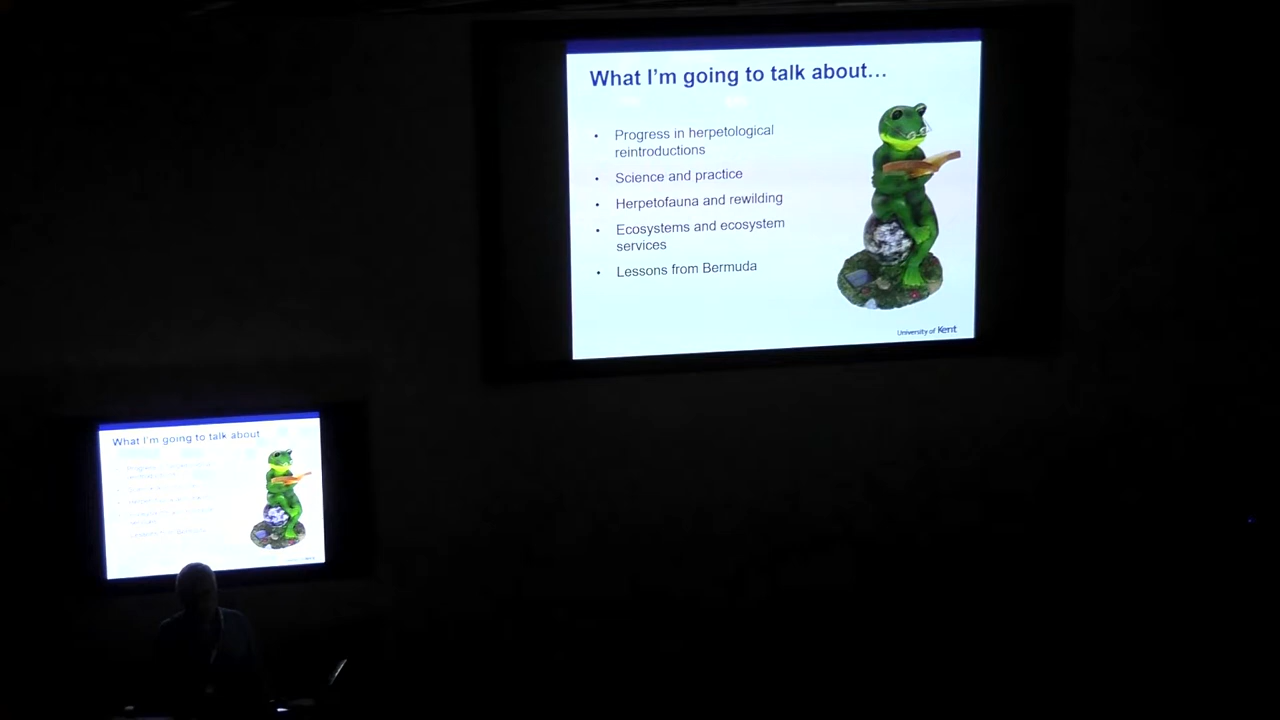 What I'm going to talk about...
• Progress in herpetological
reintroductions
• Science and practice
• Herpetofauna and rewilding
• Ecosystems and ecosystem
services
• Lessons from Bermuda
University of Kent
What I'm going to talk about